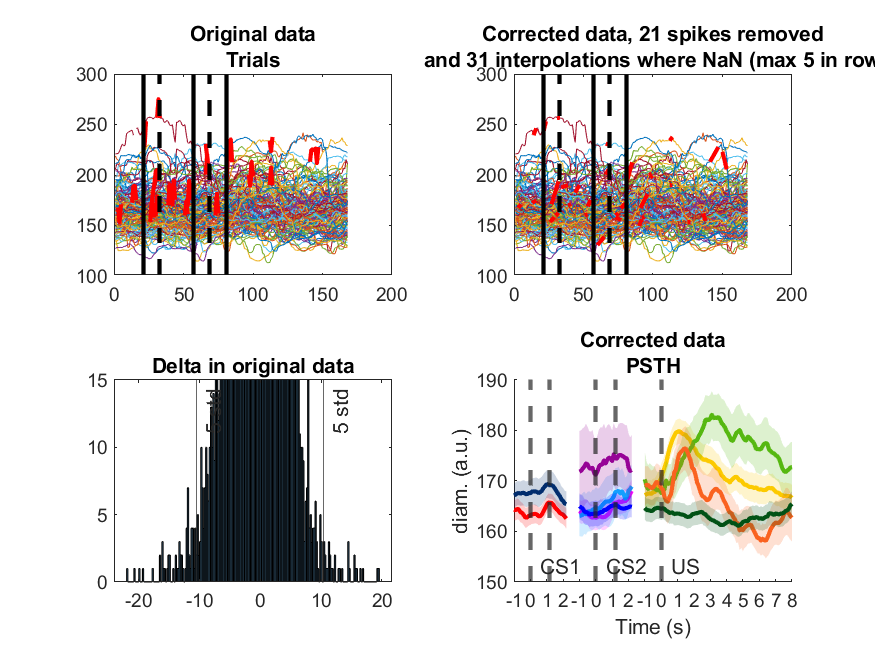 Original data
Trials
300
250
200
150
100
0 50 100 150 200
Corrected data, 21 spikes removed
and 31 interpolations where NaN (max 5 in row
300
250
200
150
100
0 50 100 150 200
Delta in original data
15
10
5
0
-20 -10 0 10 20
5 std
5 std
Corrected data
PSTH
190
180
170
160
150
diam. (a.u.)
CS1 CS2 US
-1 0 1 2 -1 0 1 2 -1 0 1 2 3 4 5 6 7 8
Time (s)